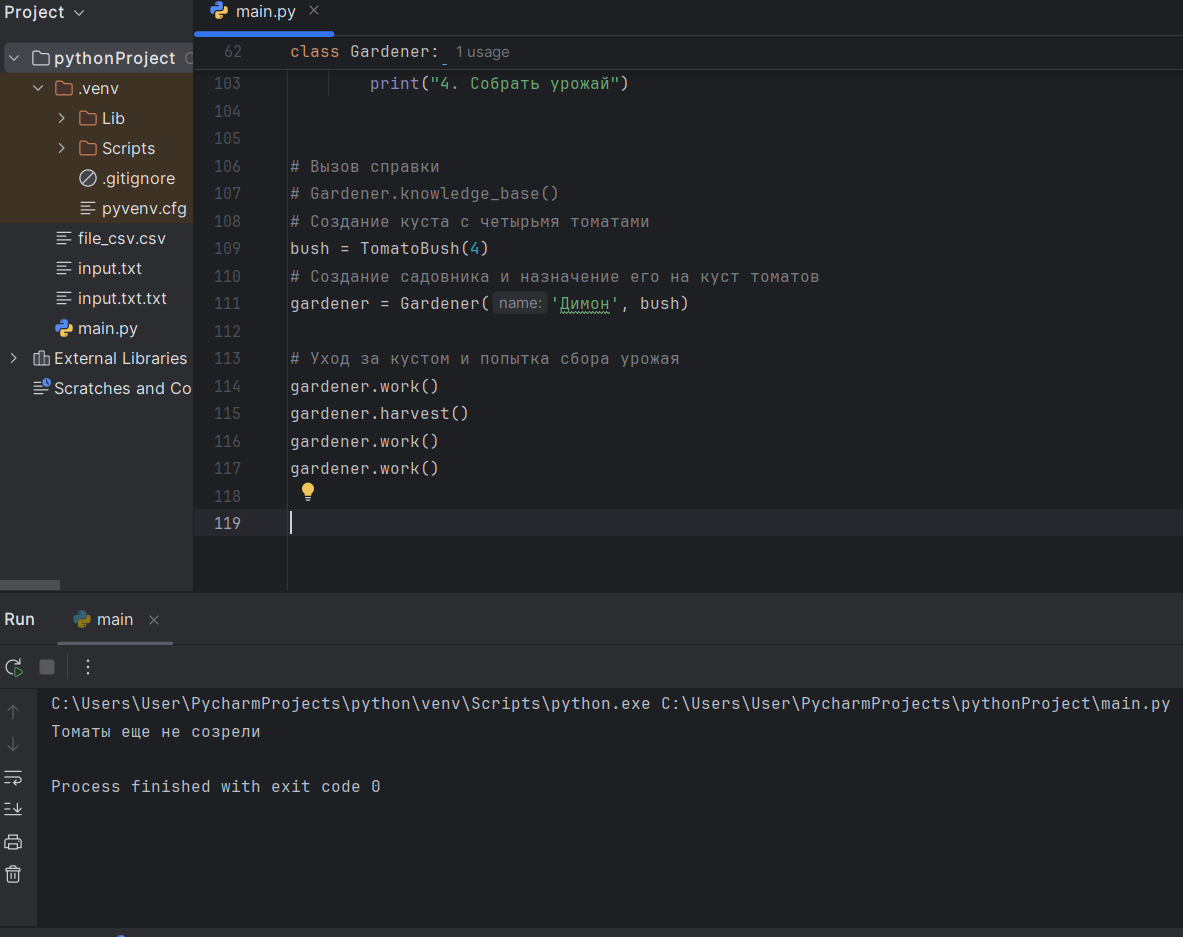 Project
main.py
pythonProject
.venv
Lib
Scripts
.gitignore
pyvenv.cfg
file_csv.csv
input.txt
input.txt.txt
main.py
External Libraries
Scratches and Co
62 class Gardener: 1 usage
103 print("4. Собрать урожай")
104
105
106 # Вызов справки
107 # Gardener.knowledge_base()
108 # Создание куста с четырьмя томатами
109 bush = TomatoBush(4)
110 # Создание садовника и назначение его на куст томатов
111 gardener = Gardener( name: 'Димон', bush)
112
113 # Уход за кустом и попытка сбора урожая
114 gardener.work()
115 gardener.harvest()
116 gardener.work()
117 gardener.work()
118
119
Run main
C:\Users\User\PycharmProjects\python\venv\Scripts\python.exe C:\Users\User\PycharmProjects\pythonProject\main.py
Томаты еще не созрели
Process finished with exit code 0